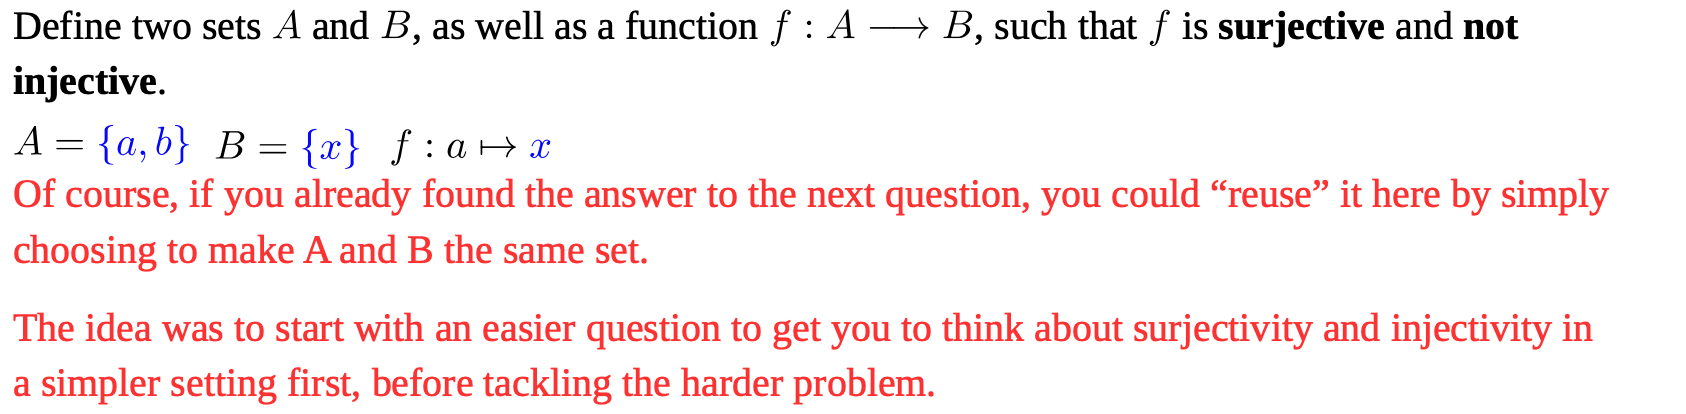 Define two sets A and B, as well as a function f : A ⟶ B, such that f is surjective and not
injective.
A = {a, b} B = {x} f : a ↦ x
Of course, if you already found the answer to the next question, you could “reuse” it here by simply
choosing to make A and B the same set.
The idea was to start with an easier question to get you to think about surjectivity and injectivity in
a simpler setting first, before tackling the harder problem.